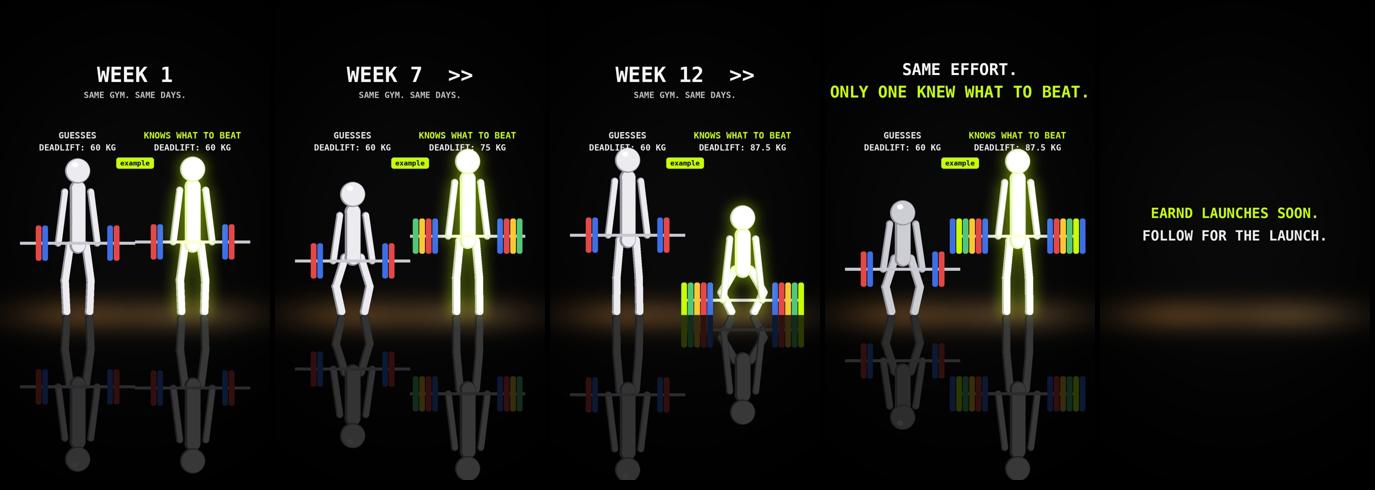 WEEK 1
SAME GYM. SAME DAYS.
GUESSES
DEADLIFT: 60 KG
KNOWS WHAT TO BEAT
DEADLIFT: 60 KG
example
WEEK 7 >>
SAME GYM. SAME DAYS.
GUESSES
DEADLIFT: 60 KG
KNOWS WHAT TO BEAT
DEADLIFT: 75 KG
example
WEEK 12 >>
SAME GYM. SAME DAYS.
GUESSES
DEADLIFT: 60 KG
KNOWS WHAT TO BEAT
DEADLIFT: 87.5 KG
example
SAME EFFORT.
ONLY ONE KNEW WHAT TO BEAT.
GUESSES
DEADLIFT: 60 KG
KNOWS WHAT TO BEAT
DEADLIFT: 87.5 KG
example
EARND LAUNCHES SOON.
FOLLOW FOR THE LAUNCH.